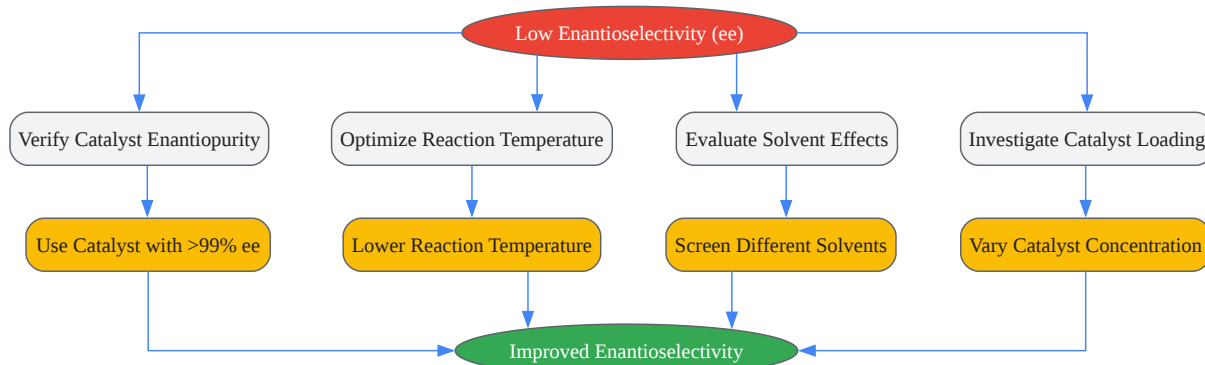 Low Enantioselectivity (ee)
Verify Catalyst Enantiopurity
Optimize Reaction Temperature
Evaluate Solvent Effects
Investigate Catalyst Loading
Use Catalyst with >99% ee
Lower Reaction Temperature
Screen Different Solvents
Vary Catalyst Concentration
Improved Enantioselectivity